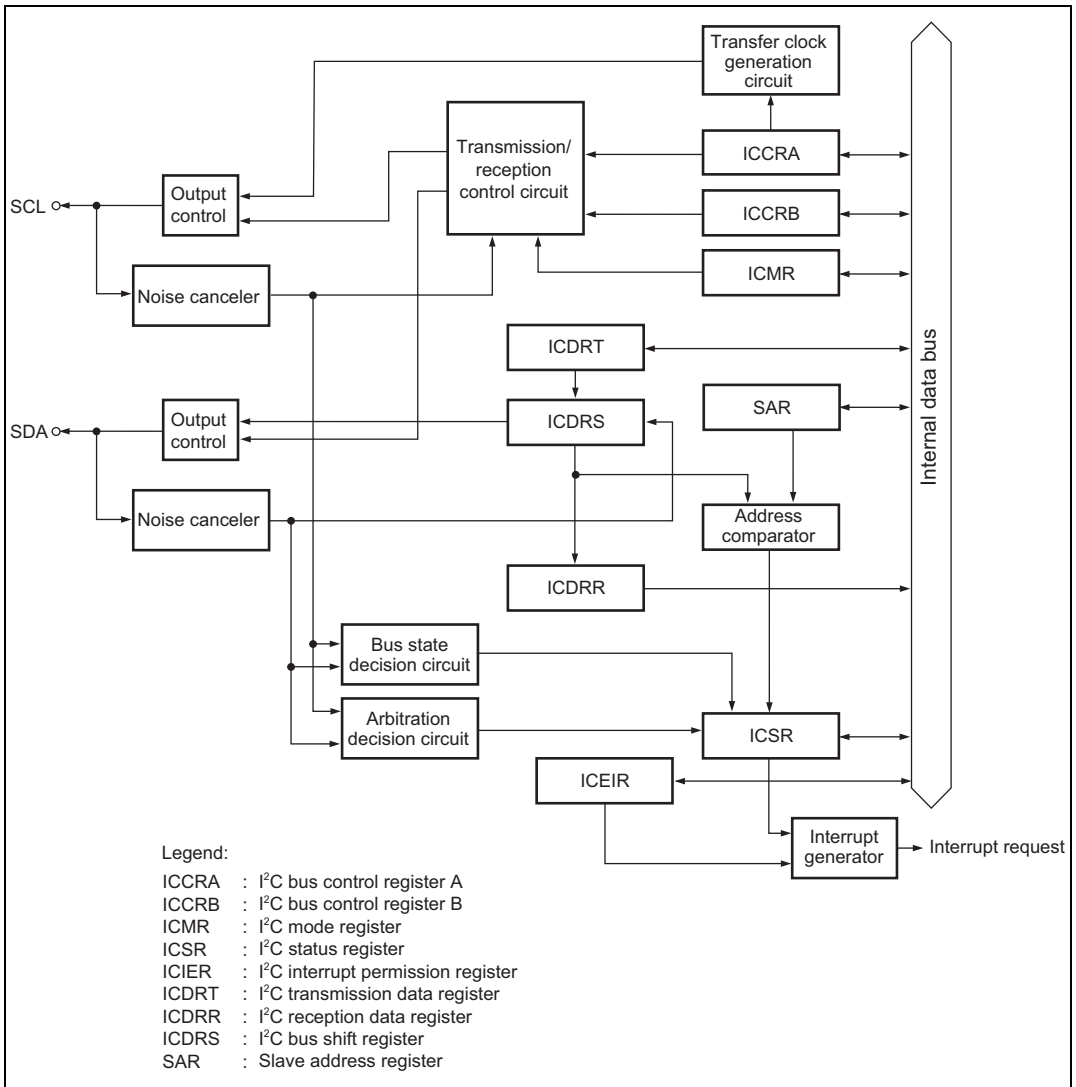 Transfer clock
generation
circuit
Transmission/
reception
control circuit
ICCRA
ICCRB
ICMR
SCL
Output
control
Noise canceler
ICDRT
SAR
SDA
Output
control
ICDRS
Internal data bus
Noise canceler
Address
comparator
ICDRR
Bus state
decision circuit
Arbitration
decision circuit
ICSR
ICEIR
Interrupt
generator
Interrupt request
Legend:
ICCRA : I²C bus control register A
ICCRB : I²C bus control register B
ICMR : I²C mode register
ICSR : I²C status register
ICIER : I²C interrupt permission register
ICDRT : I²C transmission data register
ICDRR : I²C reception data register
ICDRS : I²C bus shift register
SAR : Slave address register